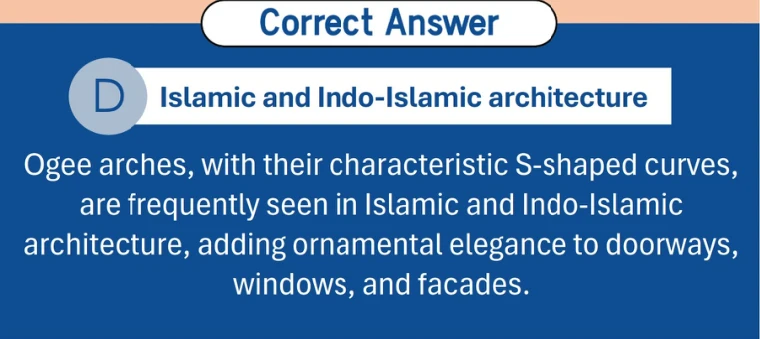 Correct Answer
D
Islamic and Indo-Islamic architecture
Ogee arches, with their characteristic S-shaped curves,
are frequently seen in Islamic and Indo-Islamic
architecture, adding ornamental elegance to doorways,
windows, and facades.